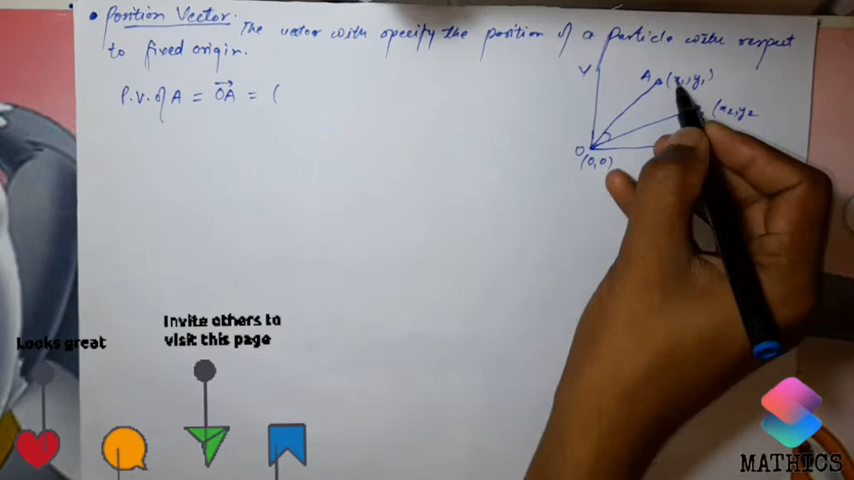 • Position Vector. The vector with specify the position of a Particle with respect
to fixed origin.
P.V. of A = OA = (
Y
A (x₁, y₁)
(x₂, y₂
O
(0,0)
Invite others to
visit this page
Looks great
MATHICS